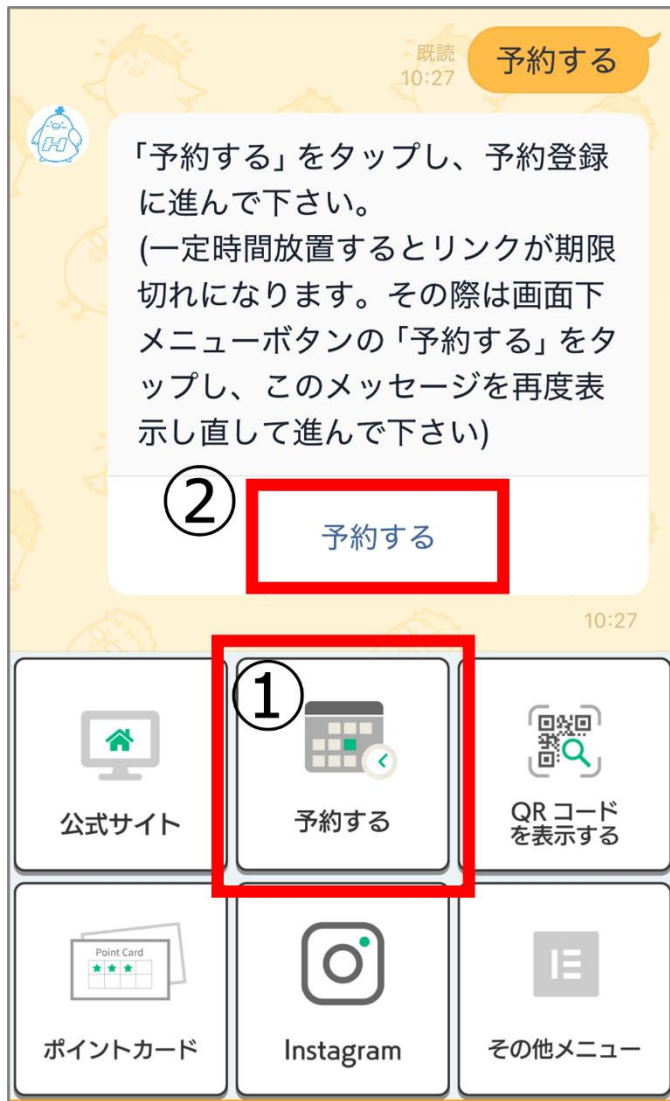 既読
10:27
予約する
「予約する」をタップし、予約登録
に進んで下さい。
(一定時間放置するとリンクが期限
切れになります。その際は画面下
メニューボタンの「予約する」をタ
ップし、このメッセージを再度表
示し直して進んで下さい)
②
予約する
10:27
①
公式サイト
予約する
QRコード
を表示する
Point Card
ポイントカード
Instagram
その他メニュー